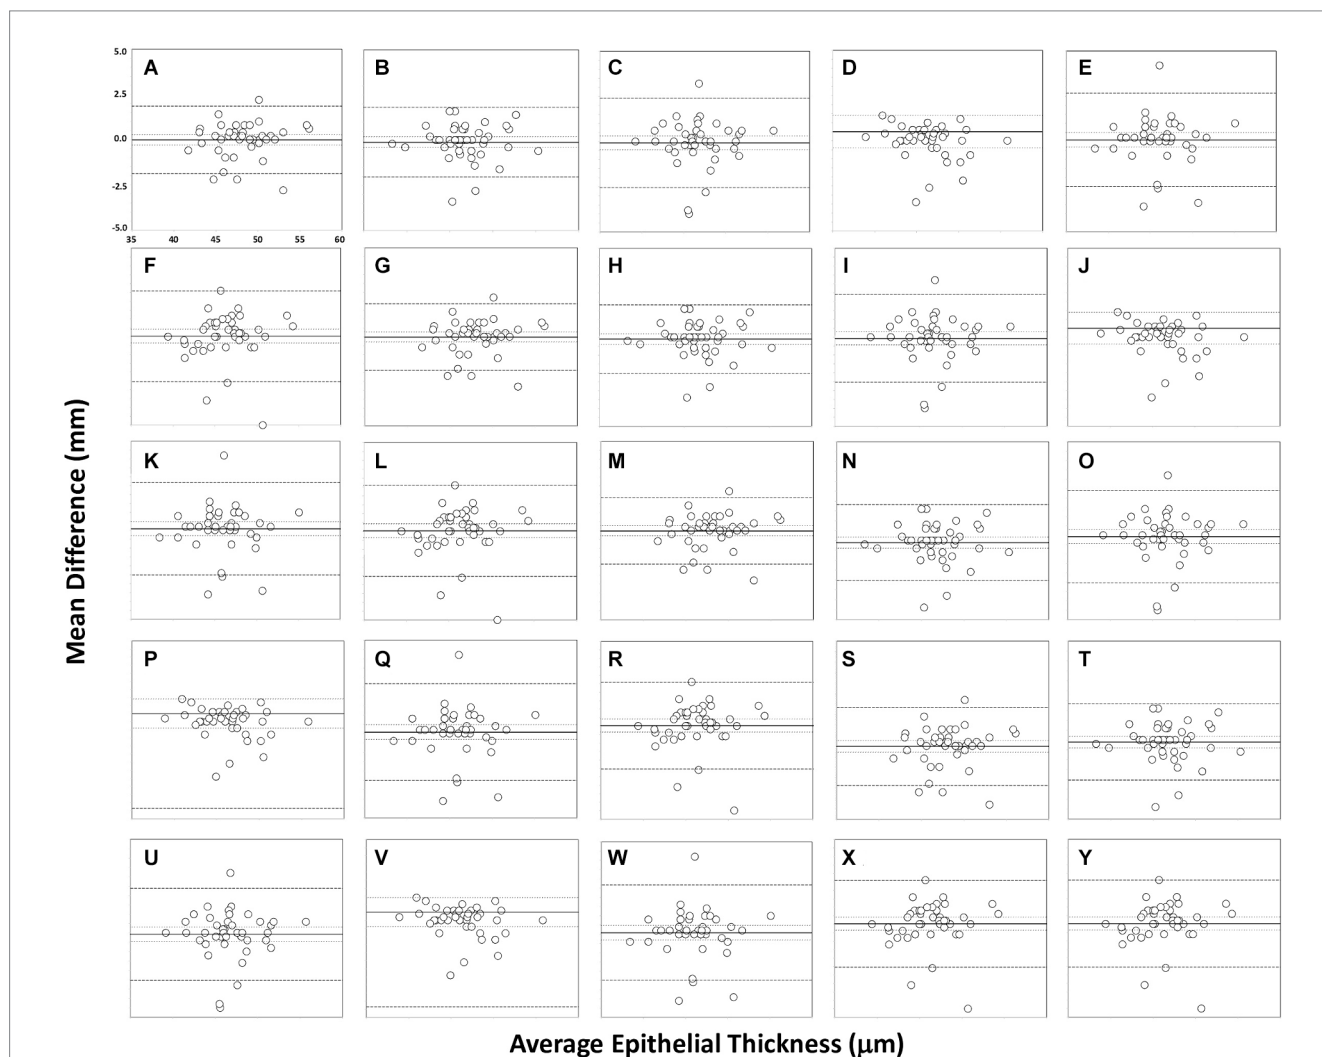 A B C D E
5.0
2.5
0.0
-2.5
-5.0
35 40 45 50 55 60
F G H I J
K L M N O
P Q R S T
U V W X Y
Mean Difference (mm)
Average Epithelial Thickness (μm)